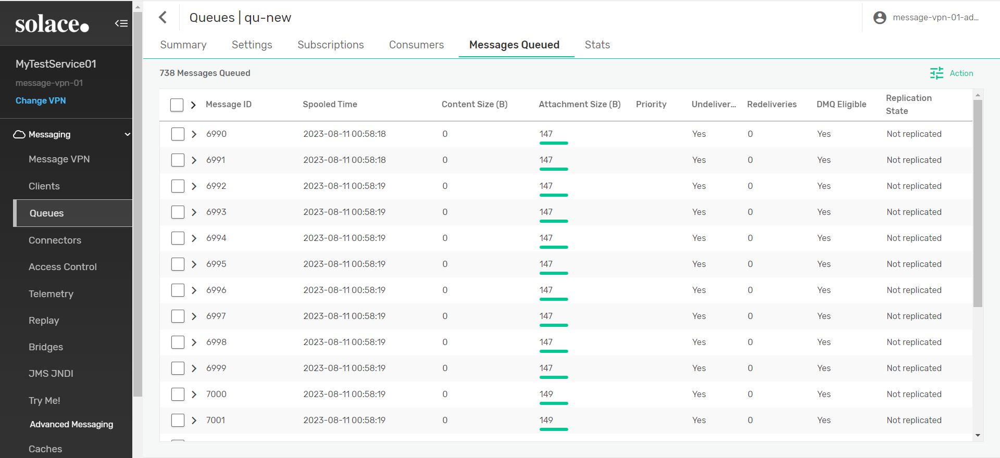 solace.
MyTestService01
message-vpn-01
Change VPN
Messaging
Message VPN
Clients
Queues
Connectors
Access Control
Telemetry
Replay
Bridges
JMS JNDI
Try Me!
Advanced Messaging
Caches
Queues | qu-new
message-vpn-01-ad...
Summary Settings Subscriptions Consumers Messages Queued Stats
738 Messages Queued
Action
Message ID Spooled Time Content Size (B) Attachment Size (B) Priority Undeliver... Redeliveries DMQ Eligible Replication State
6990 2023-08-11 00:58:18 0 147 Yes 0 Yes Not replicated
6991 2023-08-11 00:58:18 0 147 Yes 0 Yes Not replicated
6992 2023-08-11 00:58:19 0 147 Yes 0 Yes Not replicated
6993 2023-08-11 00:58:19 0 147 Yes 0 Yes Not replicated
6994 2023-08-11 00:58:19 0 147 Yes 0 Yes Not replicated
6995 2023-08-11 00:58:19 0 147 Yes 0 Yes Not replicated
6996 2023-08-11 00:58:19 0 147 Yes 0 Yes Not replicated
6997 2023-08-11 00:58:19 0 147 Yes 0 Yes Not replicated
6998 2023-08-11 00:58:19 0 147 Yes 0 Yes Not replicated
6999 2023-08-11 00:58:19 0 147 Yes 0 Yes Not replicated
7000 2023-08-11 00:58:19 0 149 Yes 0 Yes Not replicated
7001 2023-08-11 00:58:19 0 149 Yes 0 Yes Not replicated